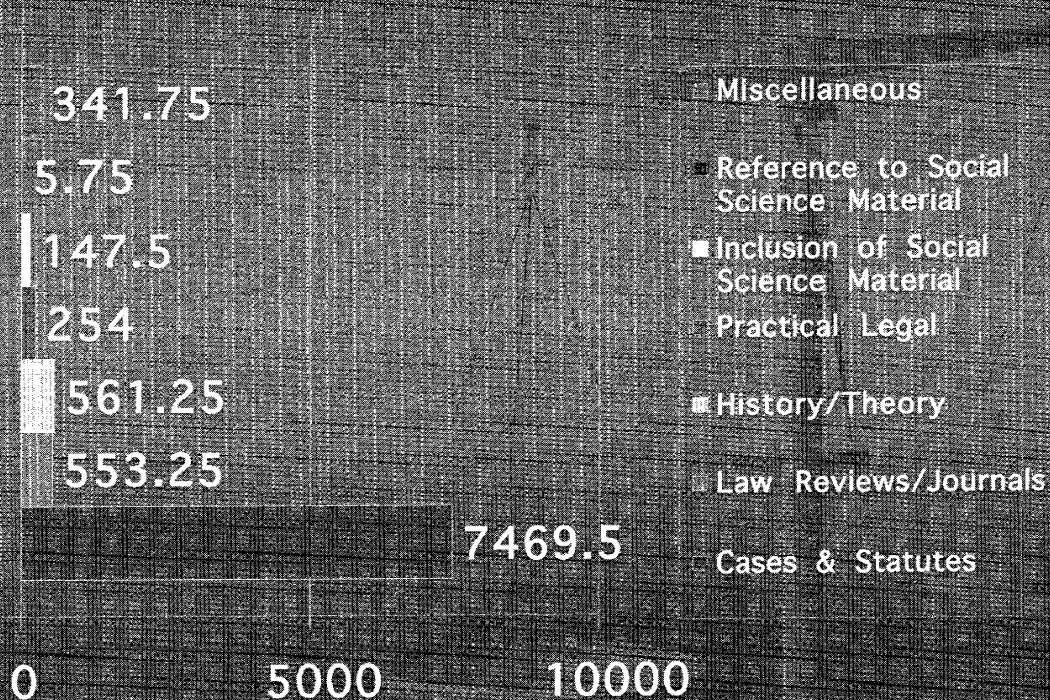 341.75
5.75
147.5
254
561.25
553.25
7469.5
0 5000 10000
Miscellaneous
Reference to Social
Science Material
Inclusion of Social
Science Material
Practical Legal
History/Theory
Law Reviews/Journals
Cases & Statutes